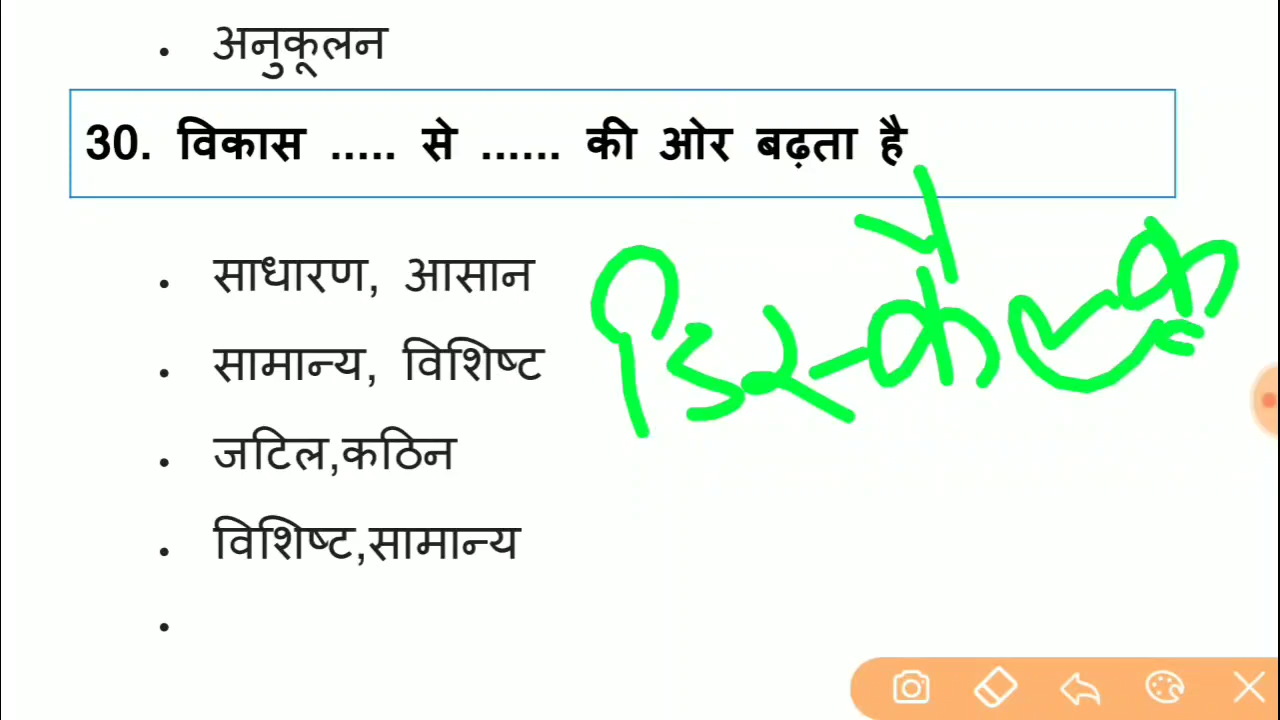 • अनुकूलन
30. विकास ..... से ...... की ओर बढ़ता है
• साधारण, आसान
• सामान्य, विशिष्ट
• जटिल,कठिन
• विशिष्ट,सामान्य
•